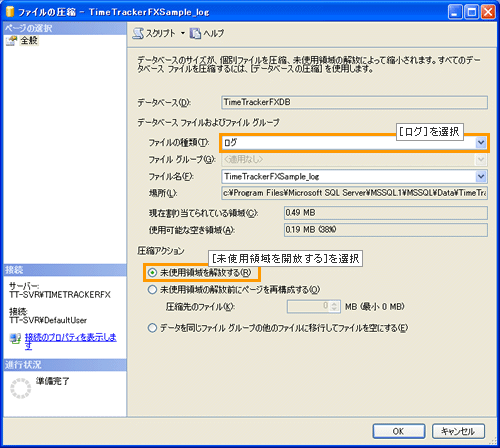 ファイルの圧縮 - TimeTrackerFXSample_log
ページの選択
全般
スクリプト
ヘルプ
データベースのサイズが、個別ファイルを圧縮、未使用領域の解放によって縮小されます。すべてのデー
タベース ファイルを圧縮するには、[データベースの圧縮] を使用します。
データベース(D):
TimeTrackerFXDB
データベース ファイルおよびファイル グループ
[ログ]を選択
ファイルの種類(T):
ログ
ファイル グループ(G):
<適用なし>
ファイル名(F):
TimeTrackerFXSample_log
場所(L):
c:¥Program Files¥Microsoft SQL Server¥MSSQL1¥MSSQL¥Data¥TimeTra
現在割り当てられている領域(C):
0.49 MB
使用可能な空き領域(A):
0.19 MB (38%)
圧縮アクション
[未使用領域を開放する]を選択
未使用領域を解放する(R)
未使用領域の解放前にページを再構成する(O)
圧縮先のファイル(K):
0
MB (最小 0 MB)
データを同じファイル グループの他のファイルに移行してファイルを空にする(E)
接続
サーバー:
TT-SVR¥TIMETRACKERFX
接続:
TT-SVR¥DefaultUser
接続のプロパティを表示しま
進行状況
準備完了
OK
キャンセル